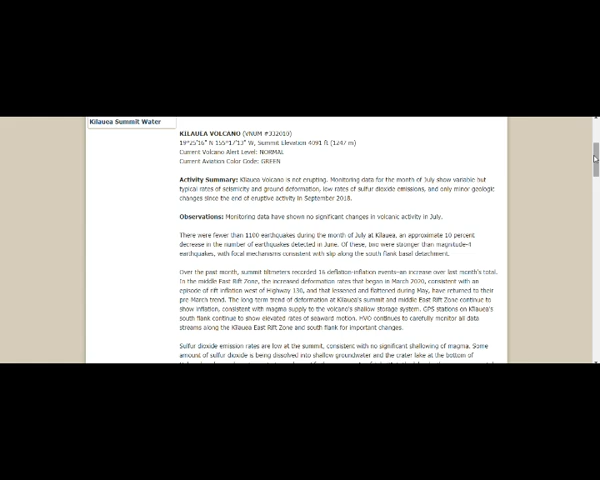 Kilauea Summit Water
KILAUEA VOLCANO (VNUM #332010)
19°25'16" N 155°17'13" W, Summit Elevation 4091 ft (1247 m)
Current Volcano Alert Level: NORMAL
Current Aviation Color Code: GREEN
Activity Summary: Kīlauea Volcano is not erupting. Monitoring data for the month of July show variable but
typical rates of seismicity and ground deformation, low rates of sulfur dioxide emissions, and only minor geologic
changes since the end of eruptive activity in September 2018.
Observations: Monitoring data have shown no significant changes in volcanic activity in July.
There were fewer than 1100 earthquakes during the month of July at Kilauea, an approximate 10 percent
decrease in the number of earthquakes detected in June. Of these, two were stronger than magnitude-4
earthquakes, with focal mechanisms consistent with slip along the south flank basal detachment.
Over the past month, summit tiltmeters recorded 16 deflation-inflation events—an increase over last month's total.
In the middle East Rift Zone, the increased deformation rates that began in March 2020, consistent with an
episode of rift inflation west of Highway 130, and that lessened and flattened during May, have returned to their
pre-March trend. The long term trend of deformation at Kīlauea's summit and middle East Rift Zone continue to
show inflation, consistent with magma supply to the volcano's shallow storage system. GPS stations on Kīlauea's
south flank continue to show elevated rates of seaward motion. HVO continues to carefully monitor all data
streams along the Kīlauea East Rift Zone and south flank for important changes.
Sulfur dioxide emission rates are low at the summit, consistent with no significant shallowing of magma. Some
amount of sulfur dioxide is being dissolved into shallow groundwater and the crater lake at the bottom of